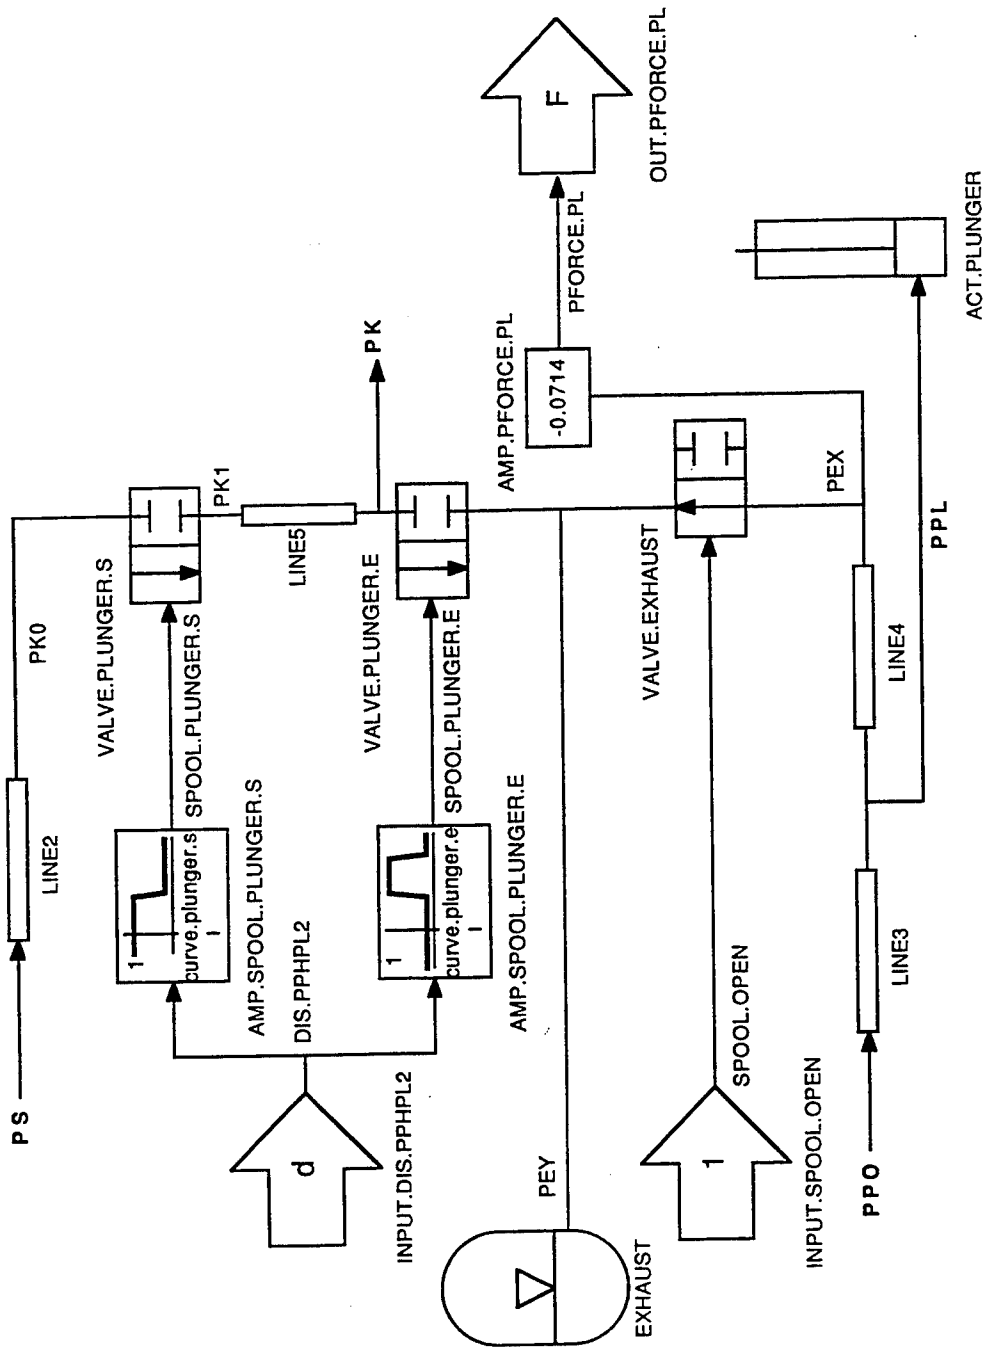 PS
LINE2
PK0
VALVE.PLUNGER.S
PK1
LINE5
PK
1
curve.plunger.s
1
AMP.SPOOL.PLUNGER.S
SPOOL.PLUNGER.S
d
INPUT.DIS.PPHPL2
DIS.PPHPL2
1
curve.plunger.e
1
AMP.SPOOL.PLUNGER.E
SPOOL.PLUNGER.E
VALVE.PLUNGER.E
AMP.PFORCE.PL
-0.0714
PFORCE.PL
F
OUT.PFORCE.PL
PEY
EXHAUST
1
INPUT.SPOOL.OPEN
SPOOL.OPEN
VALVE.EXHAUST
PEX
PPO
LINE3
LINE4
PPL
ACT.PLUNGER